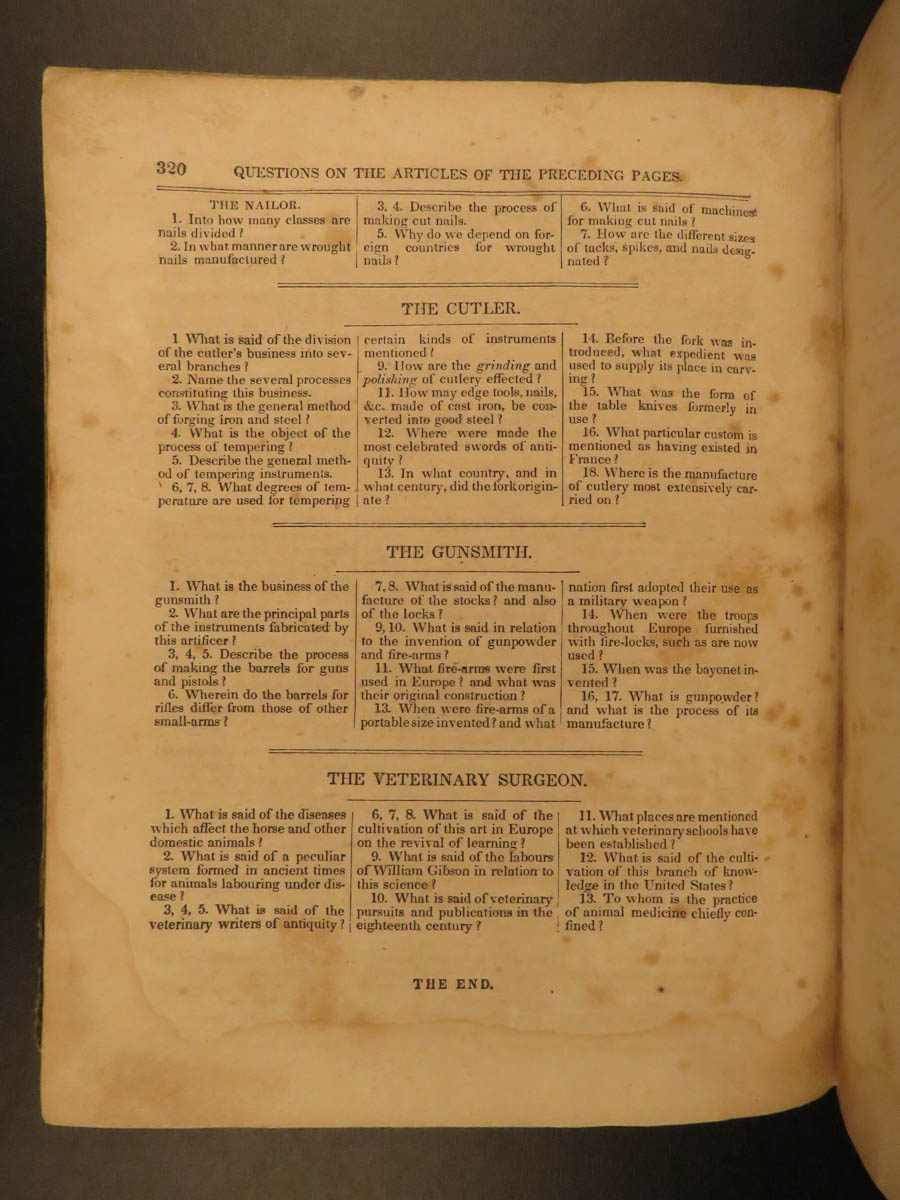 320 QUESTIONS ON THE ARTICLES OF THE PRECEDING PAGES.
THE NAILOR.
1. Into how many classes are
nails divided ?
2. In what manner are wrought
nails manufactured ?
3, 4. Describe the process of
making cut nails.
5. Why do we depend on for-
eign countries for wrought
nails ?
6. What is said of machines
for making cut nails ?
7. How are the different sizes
of tacks, spikes, and nails desig-
nated ?
THE CUTLER.
1 What is said of the division
of the cutler's business into sev-
eral branches ?
2. Name the several processes
constituting this business.
3. What is the general method
of forging iron and steel ?
4. What is the object of the
process of tempering ?
5. Describe the general meth-
od of tempering instruments.
6, 7, 8. What degrees of tem-
perature are used for tempering
certain kinds of instruments
mentioned ?
9. How are the grinding and
polishing of cutlery effected ?
11. How may edge tools, nails,
&c. made of cast iron, be con-
verted into good steel ?
12. Where were made the
most celebrated swords of anti-
quity ?
13. In what country, and in
what century, did the fork origin-
ate ?
14. Before the fork was in-
troduced, what expedient was
used to supply its place in carv-
ing ?
15. What was the form of
the table knives formerly in
use ?
16. What particular custom is
mentioned as having existed in
France ?
18. Where is the manufacture
of cutlery most extensively car-
ried on ?
THE GUNSMITH.
1. What is the business of the
gunsmith ?
2. What are the principal parts
of the instruments fabricated by
this artificer ?
3, 4, 5. Describe the process
of making the barrels for guns
and pistols ?
6. Wherein do the barrels for
rifles differ from those of other
small-arms ?
7, 8. What is said of the manu-
facture of the stocks ? and also
of the locks ?
9, 10. What is said in relation
to the invention of gunpowder
and fire-arms ?
11. What fire-arms were first
used in Europe ? and what was
their original construction ?
13. When were fire-arms of a
portable size invented ? and what
nation first adopted their use as
a military weapon ?
14. When were the troops
throughout Europe furnished
with fire-locks, such as are now
used ?
15. When was the bayonet in-
vented ?
16, 17. What is gunpowder ?
and what is the process of its
manufacture ?
THE VETERINARY SURGEON.
1. What is said of the diseases
which affect the horse and other
domestic animals ?
2. What is said of a peculiar
system formed in ancient times
for animals labouring under dis-
ease ?
3, 4, 5. What is said of the
veterinary writers of antiquity ?
6, 7, 8. What is said of the
cultivation of this art in Europe
on the revival of learning ?
9. What is said of the labours
of William Gibson in relation to
this science ?
10. What is said of veterinary
pursuits and publications in the
eighteenth century ?
11. What places are mentioned
at which veterinary schools have
been established ?
12. What is said of the culti-
vation of this branch of know-
ledge in the United States ?
13. To whom is the practice
of animal medicine chiefly con-
fined ?
THE END.